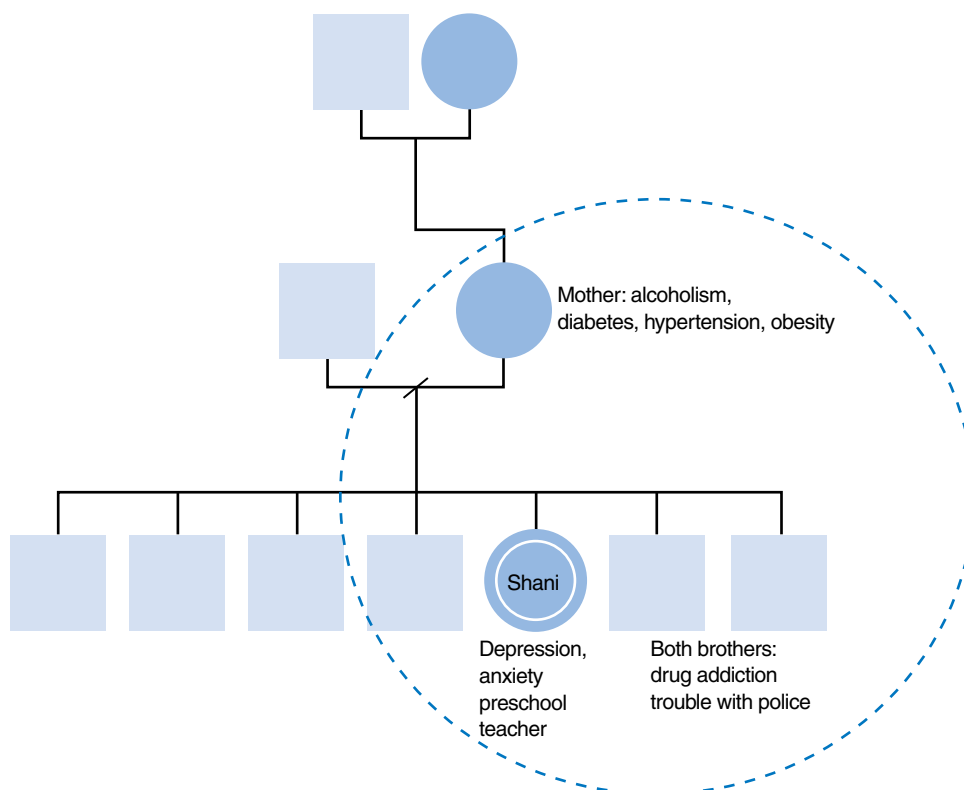 Mother: alcoholism,
diabetes, hypertension, obesity
Shani
Depression,
anxiety
preschool
teacher
Both brothers:
drug addiction
trouble with police